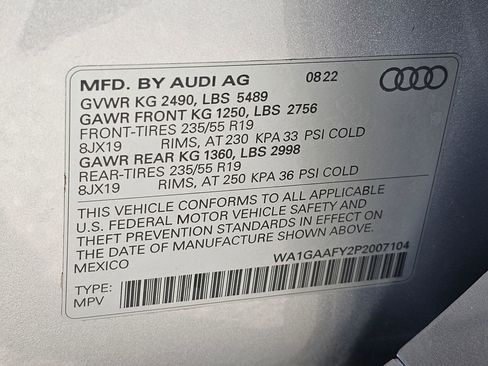 MFD. BY AUDI AG 08 22
GVWR KG 2490, LBS 5489
GAWR FRONT KG 1250, LBS 2756
FRONT-TIRES 235/55 R19
8JX19 RIMS, AT 230 KPA 33 PSI COLD
GAWR REAR KG 1360, LBS 2998
REAR-TIRES 235/55 R19
8JX19 RIMS, AT 250 KPA 36 PSI COLD
THIS VEHICLE CONFORMS TO ALL APPLICABLE
U.S. FEDERAL MOTOR VEHICLE SAFETY AND
THEFT PREVENTION STANDARDS IN EFFECT ON
THE DATE OF MANUFACTURE SHOWN ABOVE.
MEXICO
WA1GAAFY2P2007104
TYPE:
MPV